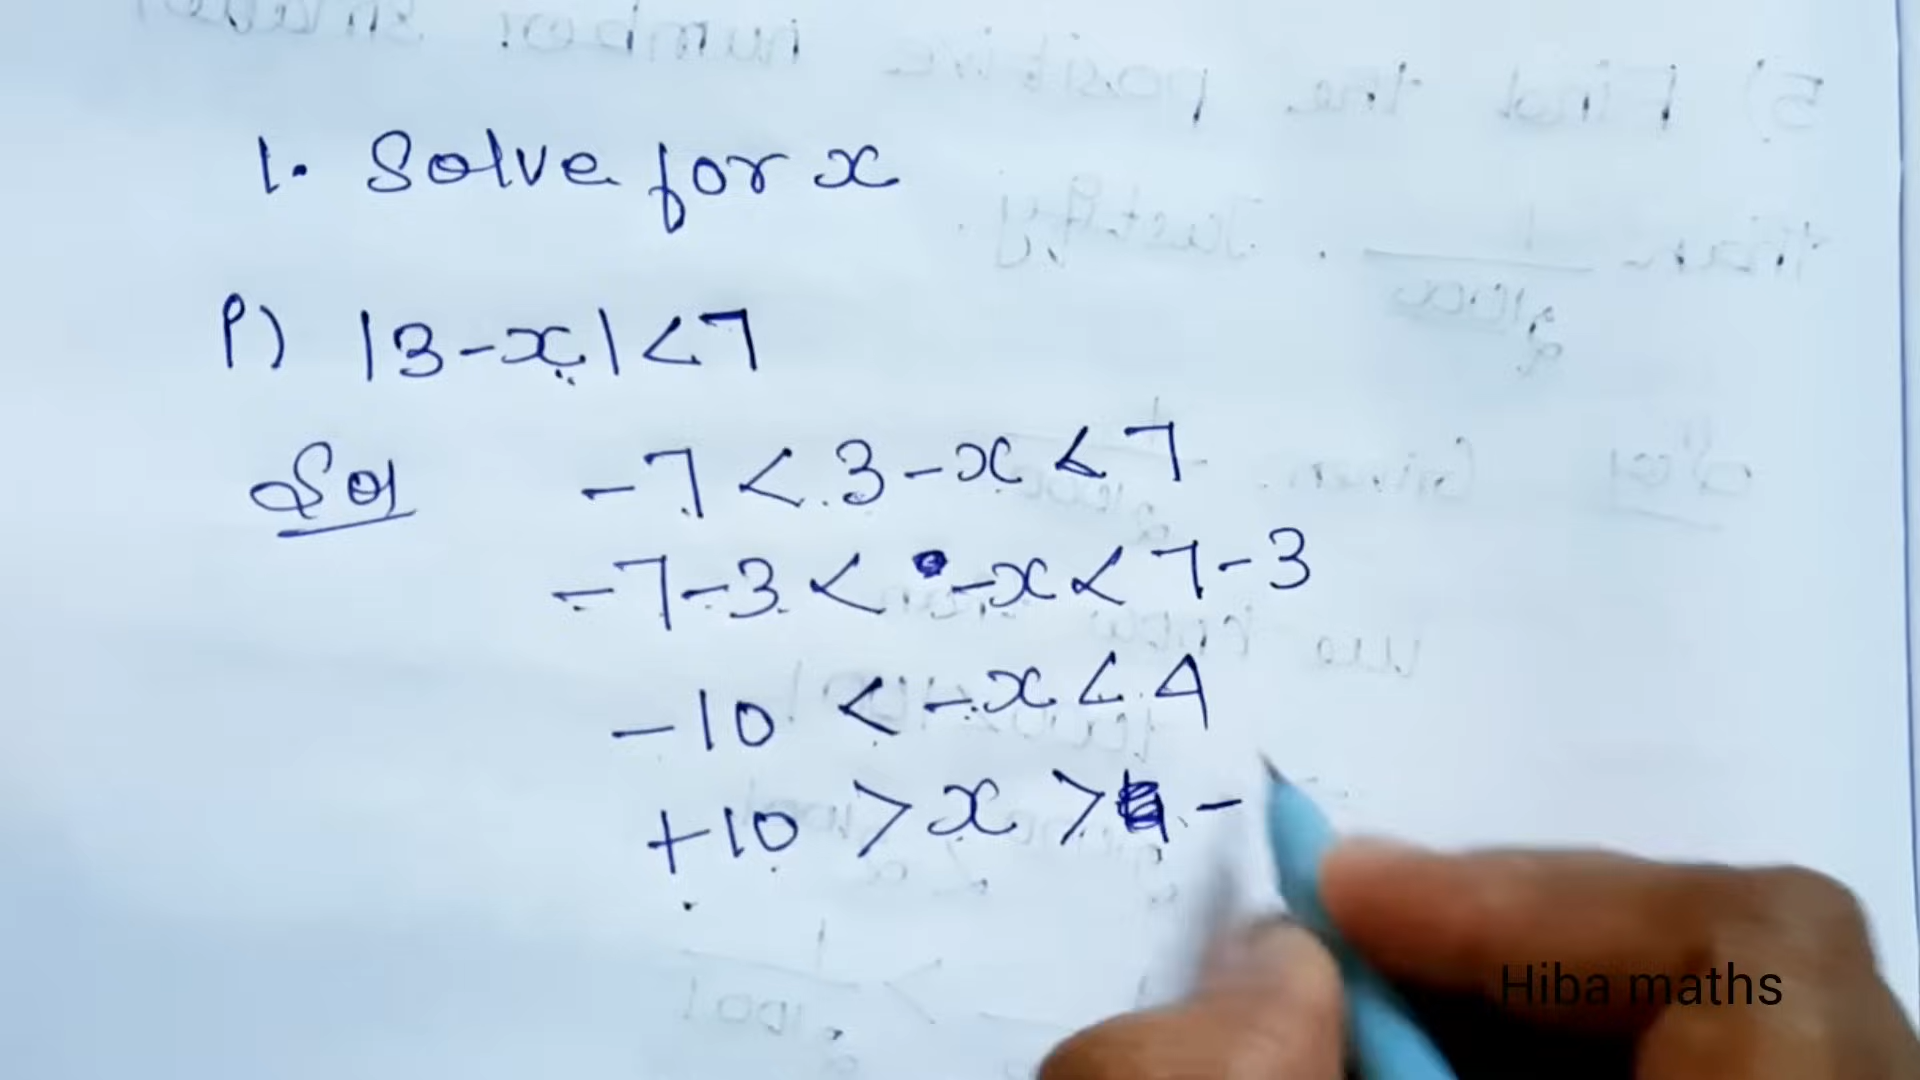 1. Solve for x
i) |3-x|<7
Sol
-7 < 3-x < 7
-7-3 < -x < 7-3
-10 < -x < 4
+10 > x > -
Hiba maths